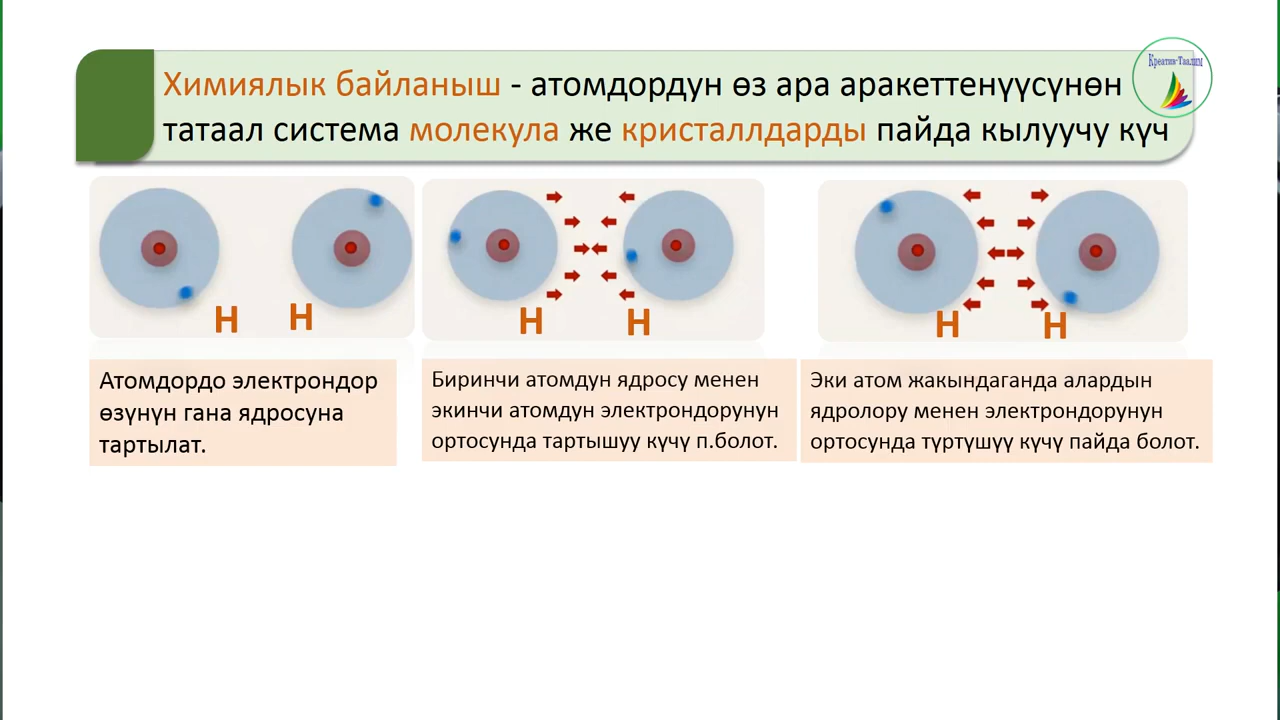 Химиялык байланыш - атомдордун өз ара аракеттенүүсүнөн
татаал система молекула же кристаллдарды пайда кылуучу күч
Креатив-Таалим
Н Н
Н Н
Н Н
Атомдордо электрондор
өзүнүн гана ядросуна
тартылат.
Биринчи атомдун ядросу менен
экинчи атомдун электрондорунун
ортосунда тартышуу күчү п.болот.
Эки атом жакындаганда алардын
ядролору менен электрондорунун
ортосунда түртүшүү күчү пайда болот.